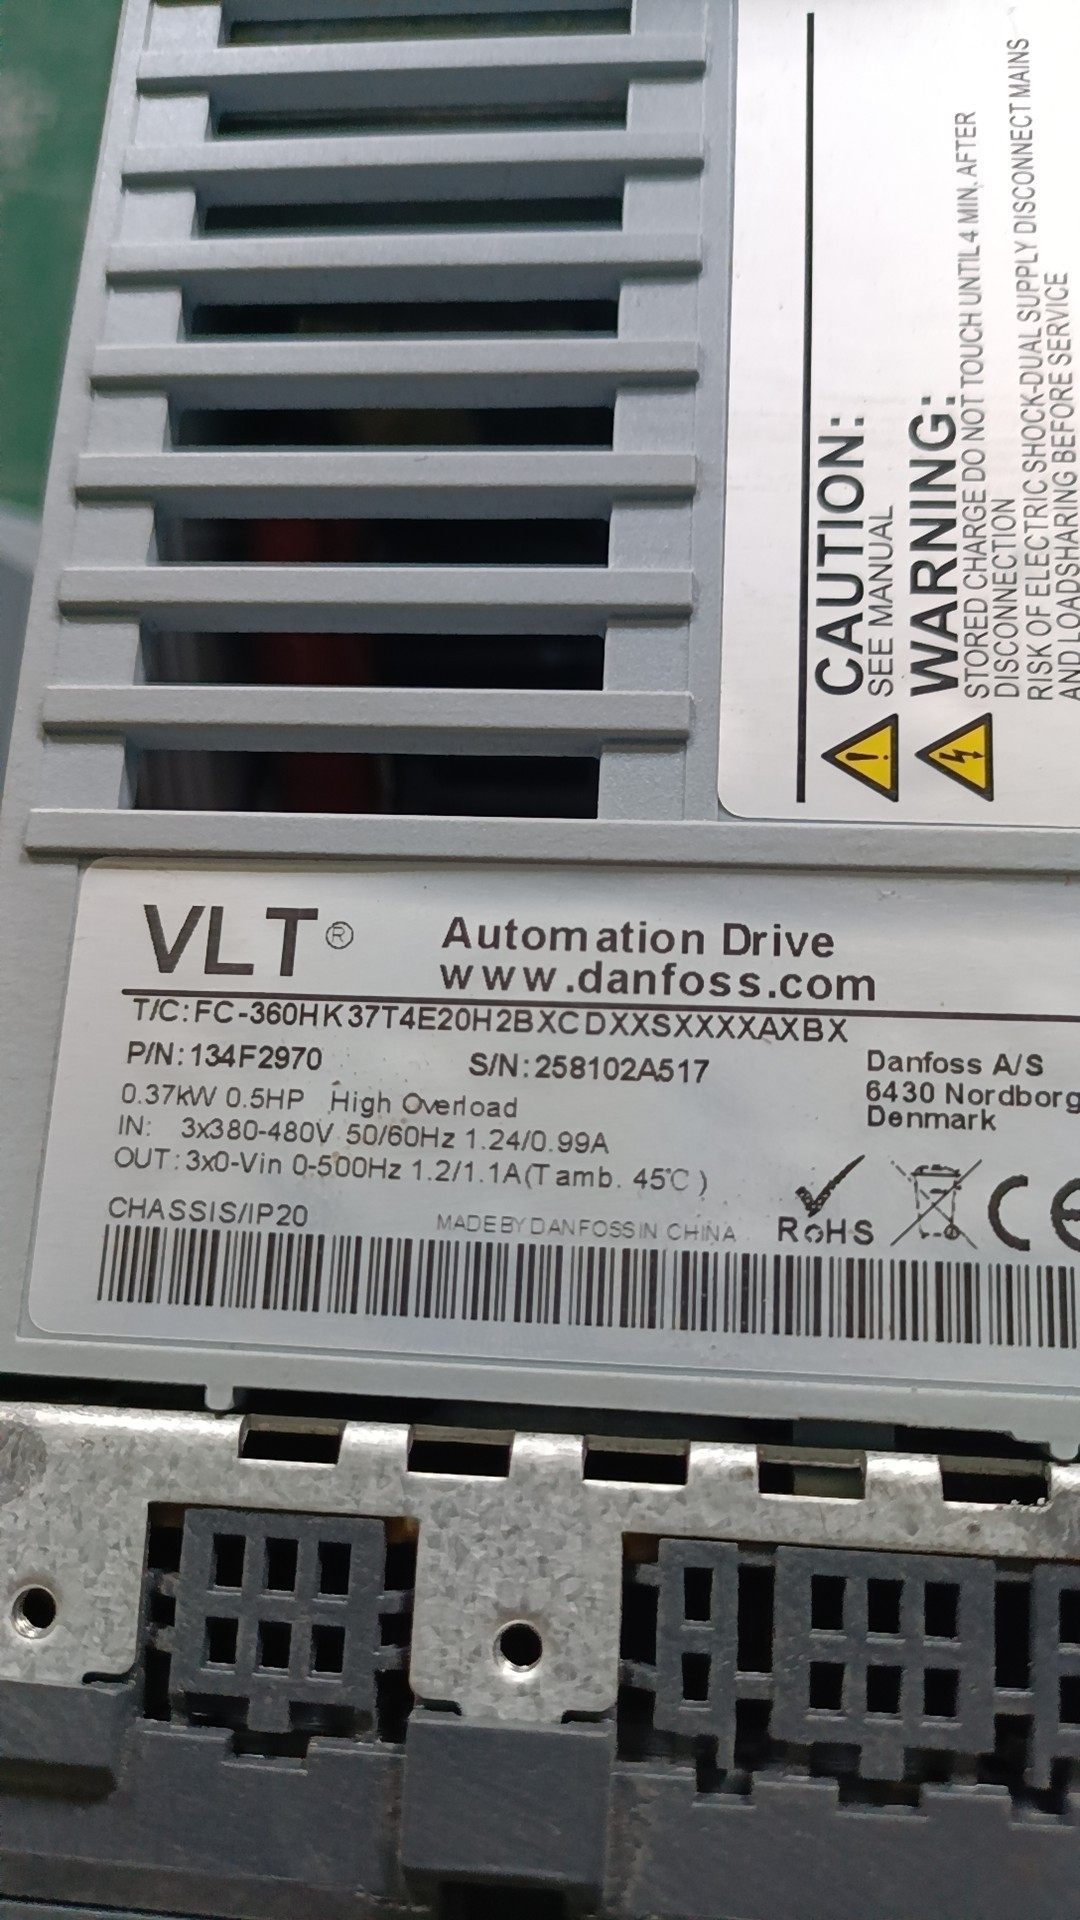 CAUTION:
SEE MANUAL
WARNING:
STORED CHARGE DO NOT TOUCH UNTIL 4 MIN. AFTER
DISCONNECTION
RISK OF ELECTRIC SHOCK-DUAL SUPPLY DISCONNECT MAINS
AND LOADSHARING BEFORE SERVICE
VLT® Automation Drive
www.danfoss.com
T/C:FC-360HK37T4E20H2BXCDXXSXXXXAXBX
P/N:134F2970 S/N:258102A517 Danfoss A/S
0.37kW 0.5HP High Overload 6430 Nordborg
IN: 3x380-480V 50/60Hz 1.24/0.99A Denmark
OUT:3x0-Vin 0-500Hz 1.2/1.1A(Tamb. 45℃)
CHASSIS/IP20 MADE BY DANFOSS IN CHINA RoHS CE